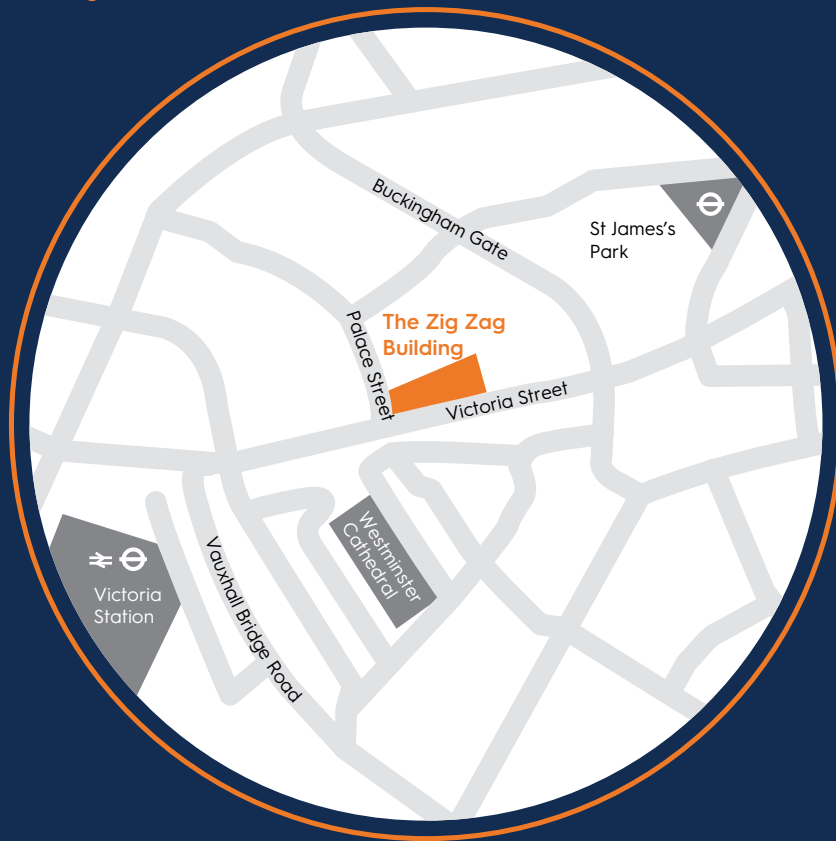 Buckingham Gate
St James's
Park
The Zig Zag
Building
Palace Street
Victoria Street
Westminster
Cathedral
Victoria
Station
Vauxhall Bridge Road